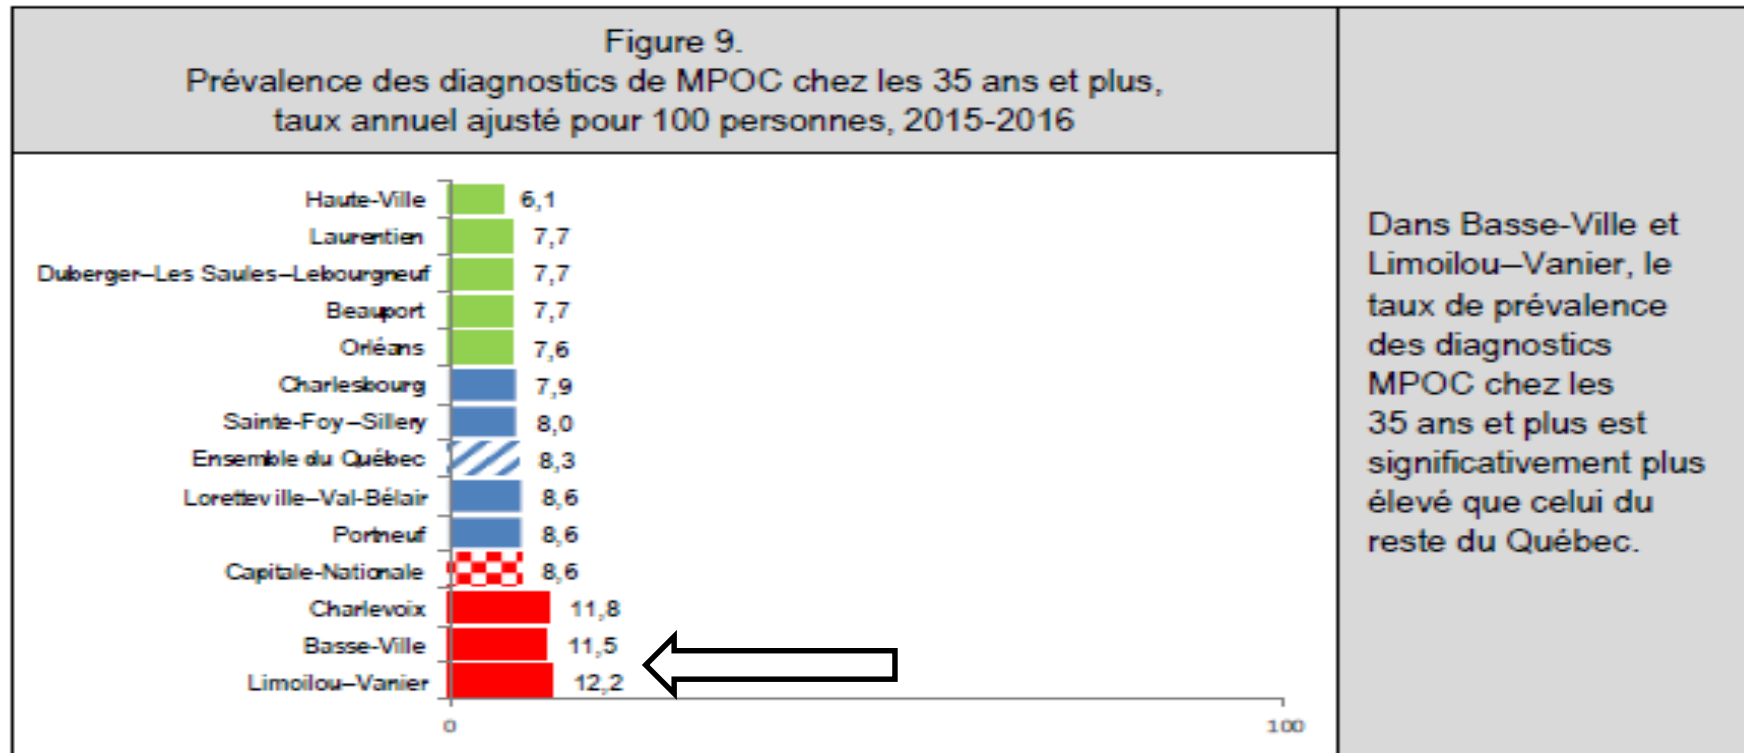 Figure 9.
Prévalence des diagnostics de MPOC chez les 35 ans et plus,
taux annuel ajusté pour 100 personnes, 2015-2016
Haute-Ville 6,1
Laurentien 7,7
Duberger–Les Saules–Lebourgneuf 7,7
Beauport 7,7
Orléans 7,6
Charlesbourg 7,9
Sainte-Foy–Sillery 8,0
Ensemble du Québec 8,3
Loretteville–Val-Bélair 8,6
Portneuf 8,6
Capitale-Nationale 8,6
Charlevoix 11,8
Basse-Ville 11,5
Limoilou–Vanier 12,2
0 100
Dans Basse-Ville et
Limoilou–Vanier, le
taux de prévalence
des diagnostics
MPOC chez les
35 ans et plus est
significativement plus
élevé que celui du
reste du Québec.